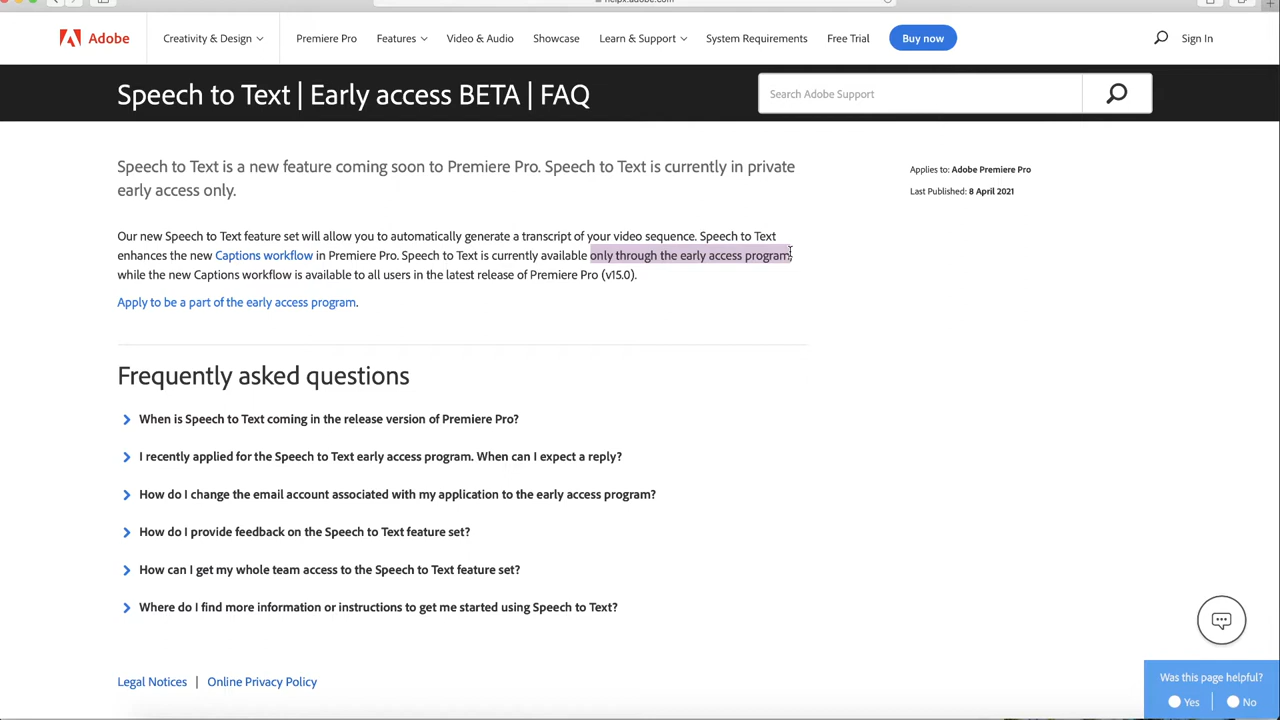 helpx.adobe.com
Adobe
Creativity & Design
Premiere Pro
Features
Video & Audio
Showcase
Learn & Support
System Requirements
Free Trial
Buy now
Sign In
Speech to Text | Early access BETA | FAQ
Search Adobe Support
Speech to Text is a new feature coming soon to Premiere Pro. Speech to Text is currently in private
early access only.
Applies to: Adobe Premiere Pro
Last Published: 8 April 2021
Our new Speech to Text feature set will allow you to automatically generate a transcript of your video sequence. Speech to Text
enhances the new Captions workflow in Premiere Pro. Speech to Text is currently available only through the early access program,
while the new Captions workflow is available to all users in the latest release of Premiere Pro (v15.0).
Apply to be a part of the early access program.
Frequently asked questions
When is Speech to Text coming in the release version of Premiere Pro?
I recently applied for the Speech to Text early access program. When can I expect a reply?
How do I change the email account associated with my application to the early access program?
How do I provide feedback on the Speech to Text feature set?
How can I get my whole team access to the Speech to Text feature set?
Where do I find more information or instructions to get me started using Speech to Text?
Legal Notices | Online Privacy Policy
Was this page helpful?
Yes | No